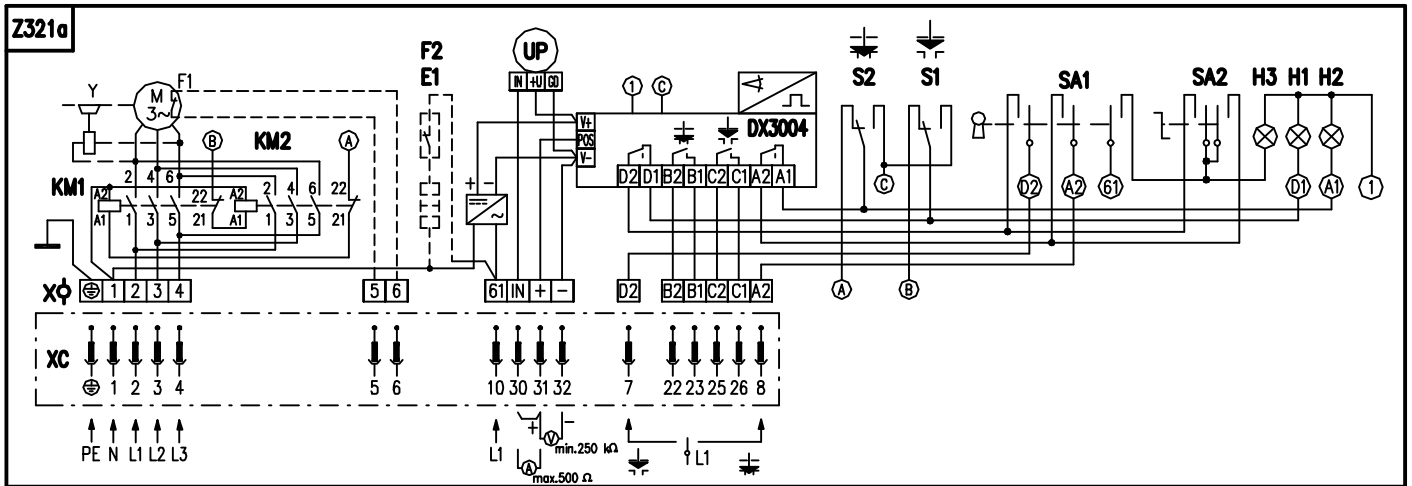 Z321a
F2
E1
UP
IN +U GD
S2 S1 SA1 SA2 H3 H1 H2
Y
M
3~
F1
KM2
B
A
1 C
V+
POS
V-
DX3004
D2 D1 B2 B1 C2 C1 A2 A1
KM1
A2
A1
2 4 6
1 3 5
22
21
A2
A1
2 4 6
1 3 5
22
21
+ -
~
C
D2 A2 61
D1 A1 1
A B
X
1 2 3 4 5 6 61 IN + - D2 B2 B1 C2 C1 A2
XC
1 2 3 4 5 6 10 30 31 32 7 22 23 25 26 8
PE N L1 L2 L3 L1
+ -
V
min.250 kΩ
A
max.500 Ω
L1